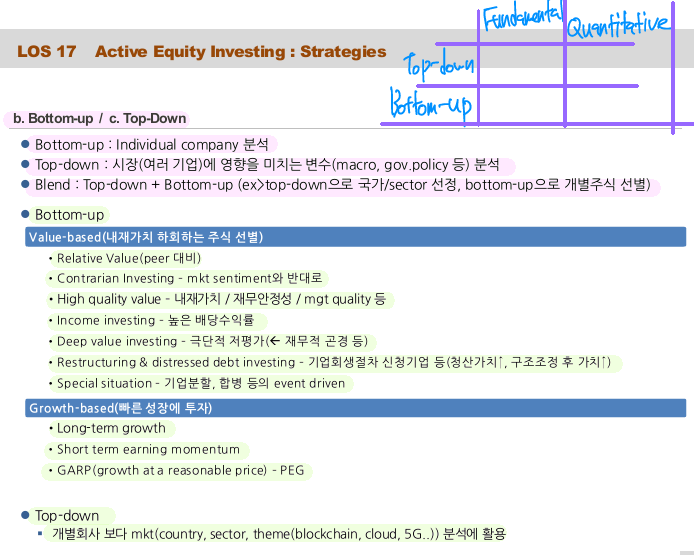 Fundamental Quantitative
LOS 17 Active Equity Investing : Strategies
Top-down
Bottom-up
b. Bottom-up / c. Top-Down
● Bottom-up : Individual company 분석
● Top-down : 시장(여러 기업)에 영향을 미치는 변수(macro, gov.policy 등) 분석
● Blend : Top-down + Bottom-up (ex>top-down으로 국가/sector 선정, bottom-up으로 개별주식 선별)
● Bottom-up
Value-based(내재가치 하회하는 주식 선별)
• Relative Value(peer 대비)
• Contrarian Investing – mkt sentiment와 반대로
• High quality value – 내재가치 / 재무안정성 / mgt quality 등
• Income investing – 높은 배당수익률
• Deep value investing – 극단적 저평가(← 재무적 곤경 등)
• Restructuring & distressed debt investing – 기업회생절차 신청기업 등(청산가치↑, 구조조정 후 가치↑)
• Special situation – 기업분할, 합병 등의 event driven
Growth-based(빠른 성장에 투자)
• Long-term growth
• Short term earning momentum
• GARP(growth at a reasonable price) – PEG
● Top-down
▪ 개별회사 보다 mkt(country, sector, theme(blockchain, cloud, 5G..)) 분석에 활용